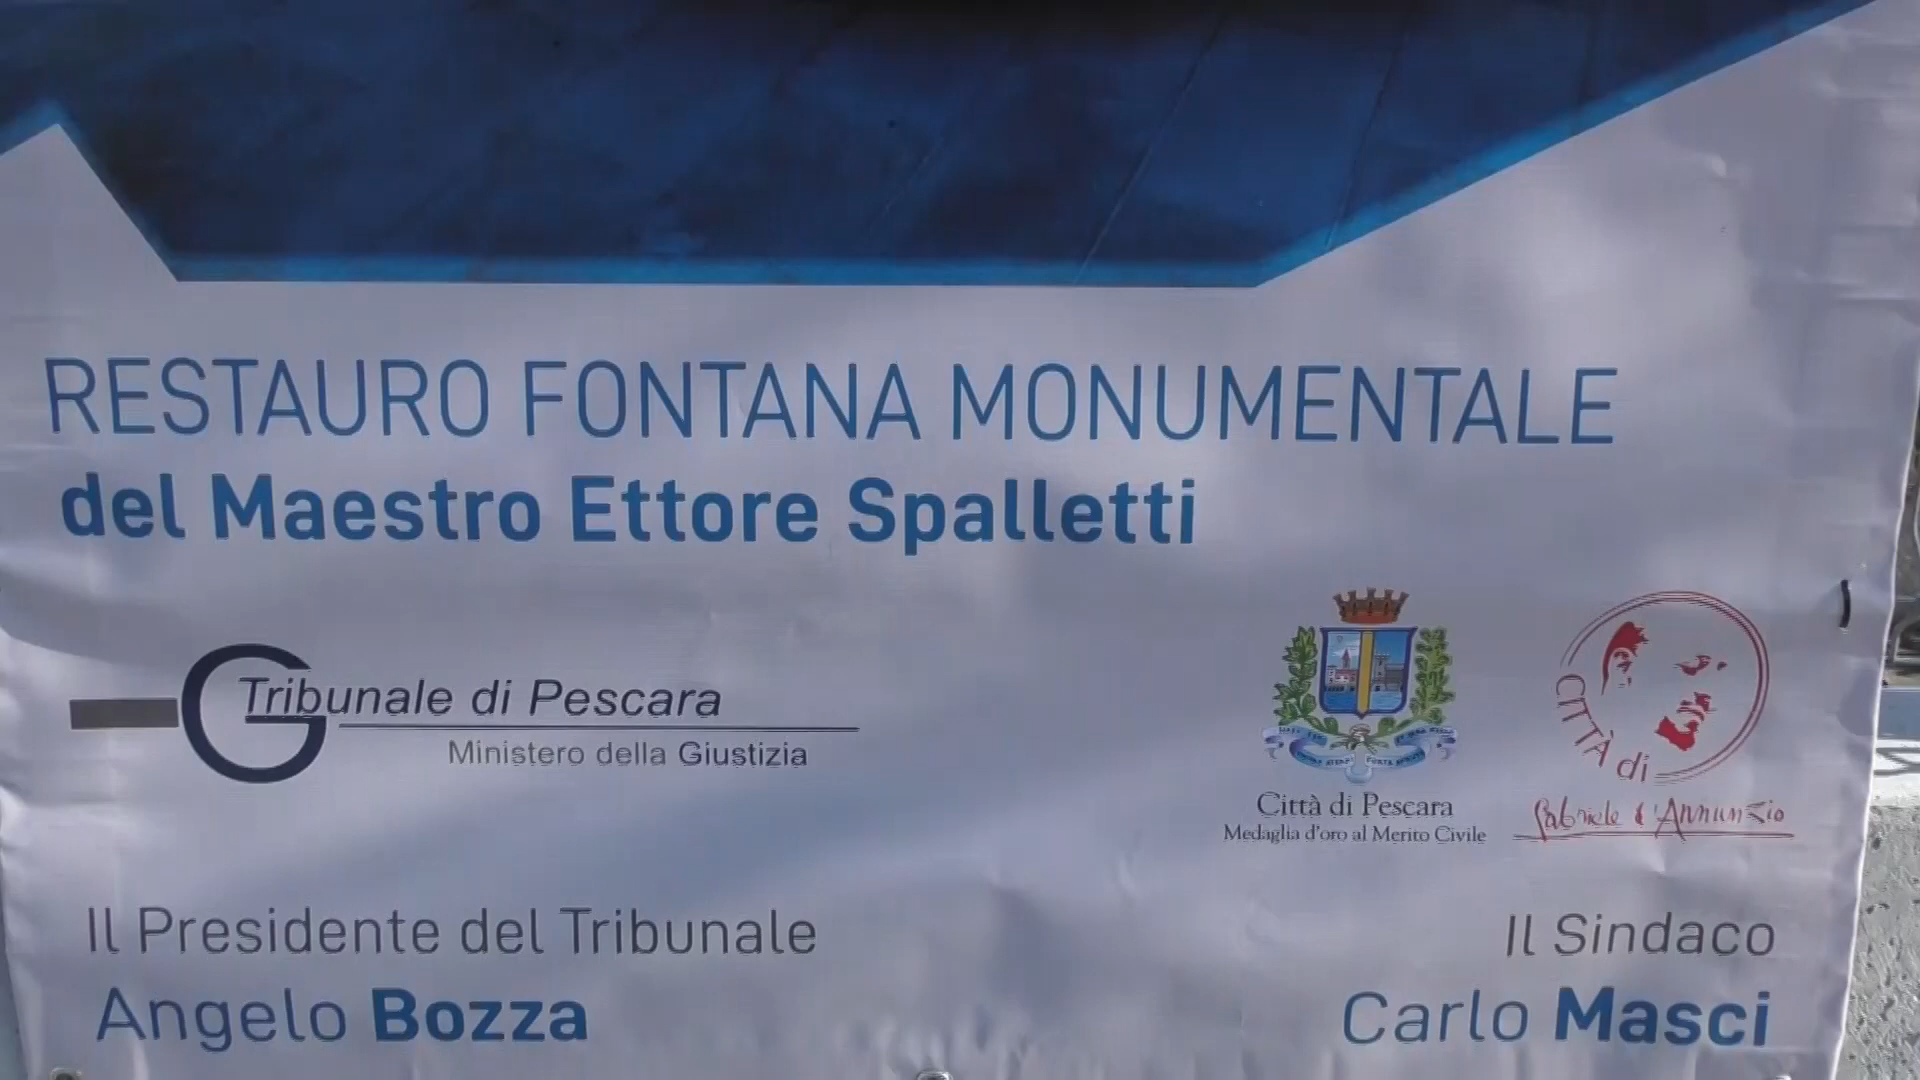 RESTAURO FONTANA MONUMENTALE
del Maestro Ettore Spalletti
Tribunale di Pescara
Ministero della Giustizia
Città di Pescara
Medaglia d'oro al Merito Civile
CITTÀ di
Gabriele d'Annunzio
Il Presidente del Tribunale
Angelo Bozza
Il Sindaco
Carlo Masci